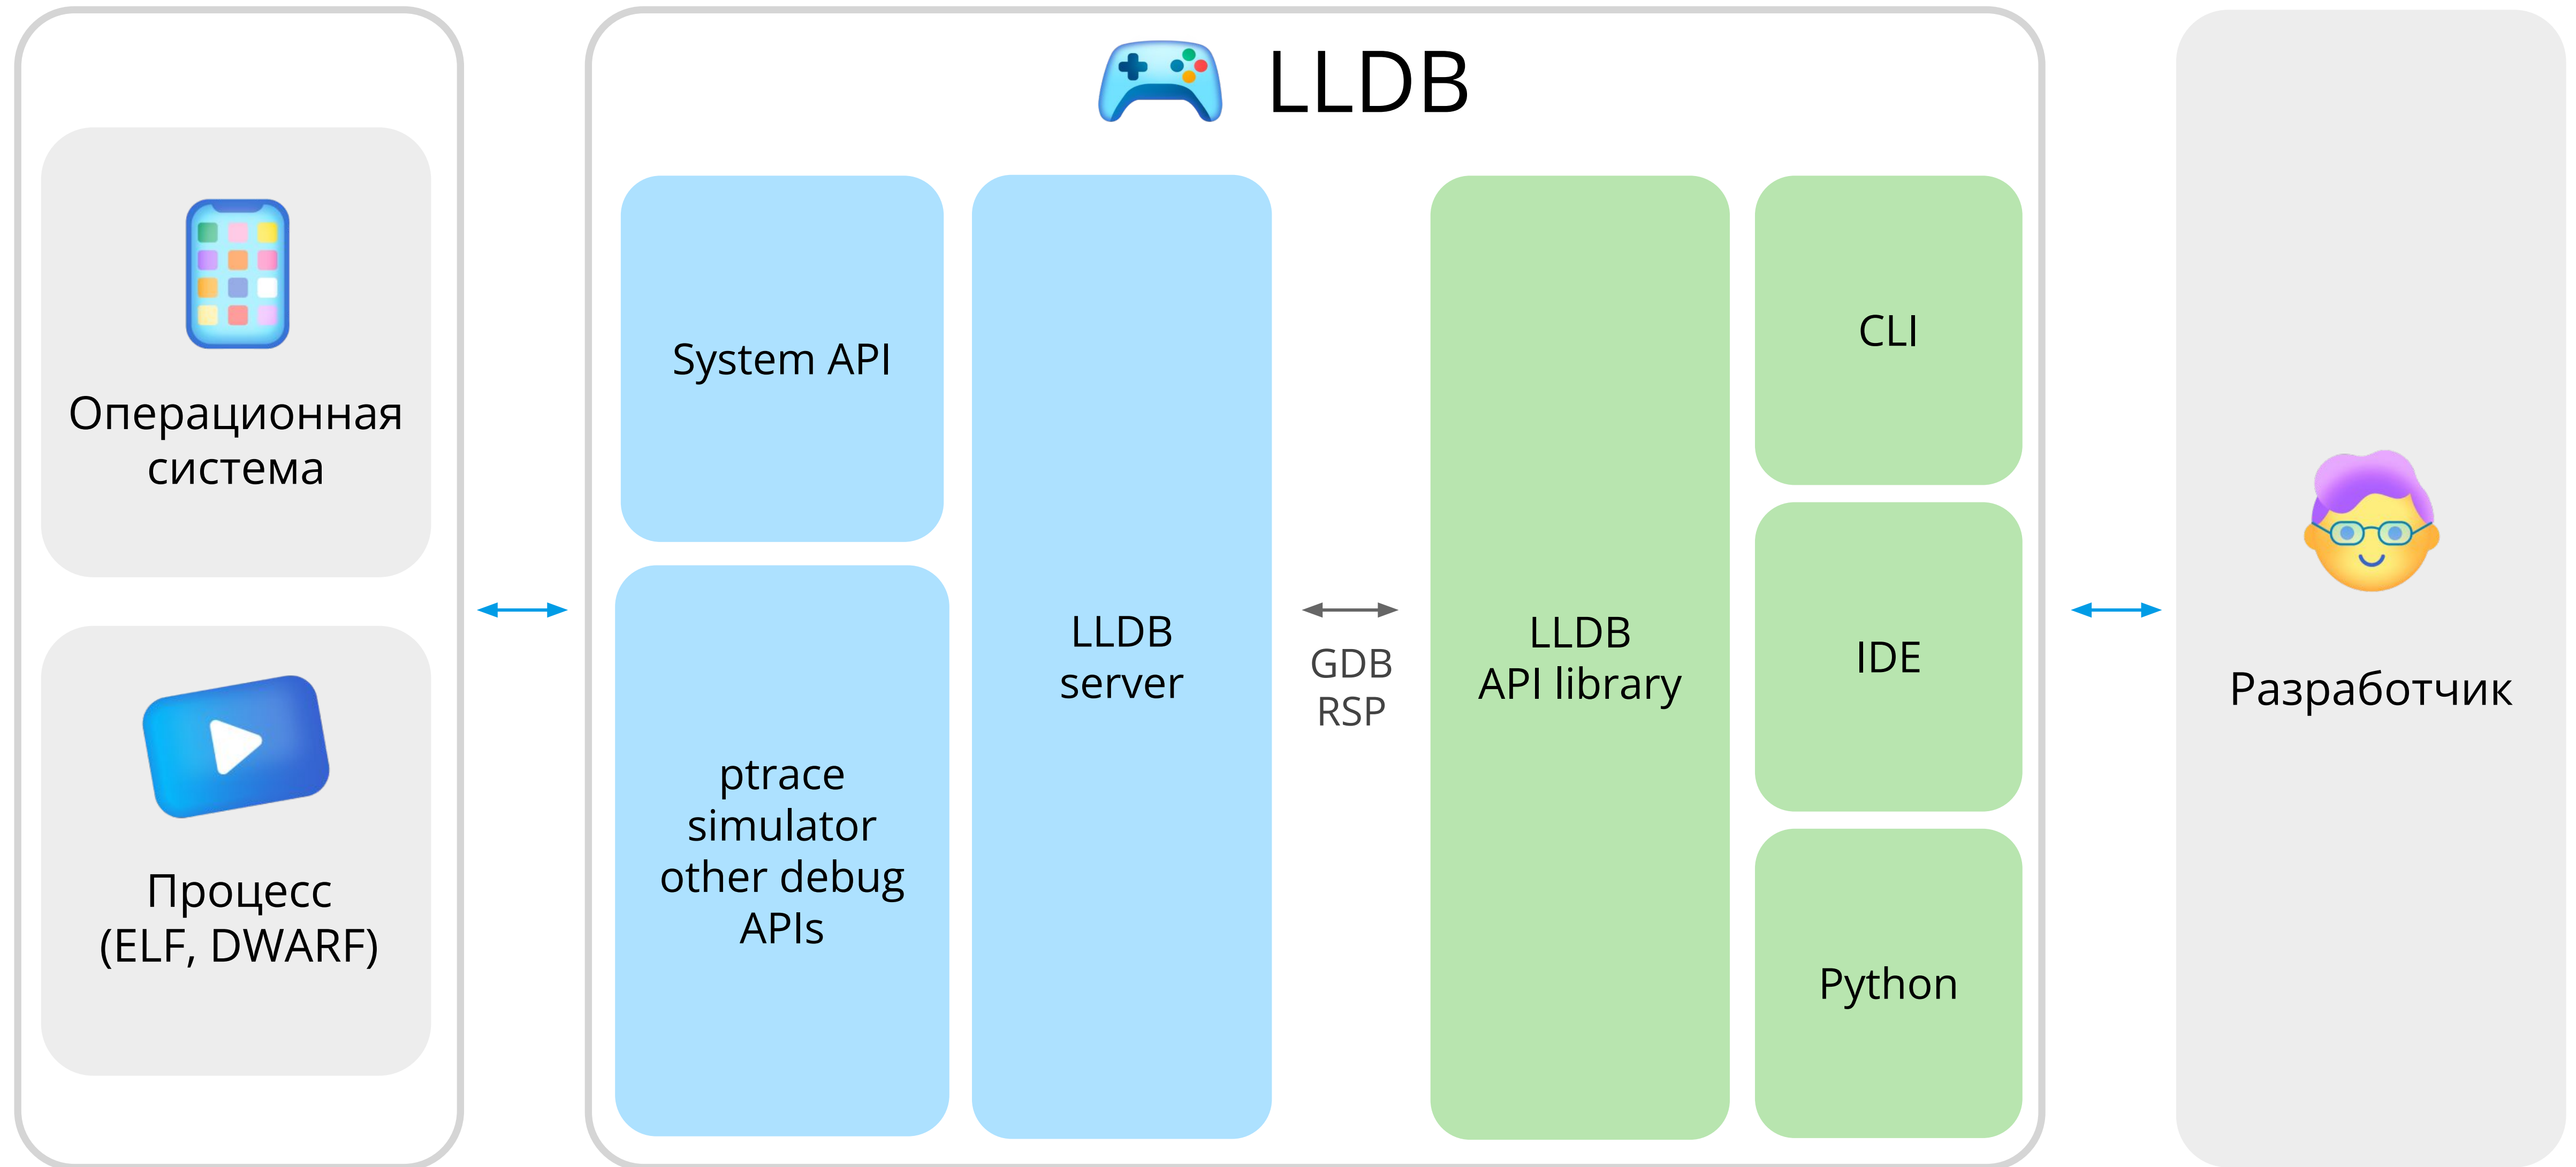 LLDB
Операционная
система
Процесс
(ELF, DWARF)
System API
ptrace
simulator
other debug
APIs
LLDB
server
GDB
RSP
LLDB
API library
CLI
IDE
Python
Разработчик